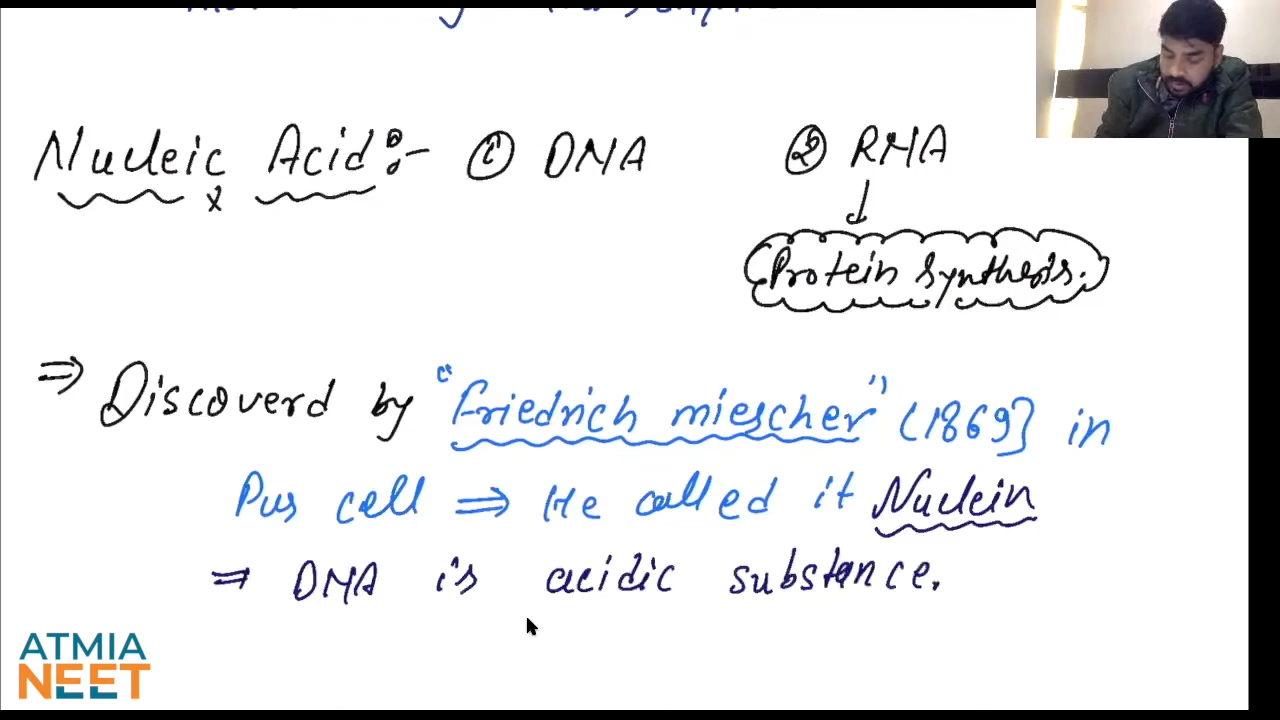 Nucleic Acid:- ① DNA ② RNA
Protein synthesis.
⇒ Discoverd by "Friedrich miescher" (1869] in
Pus cell ⇒ He called it Nuclein
⇒ DNA is acidic substance.
ATMIA
NEET